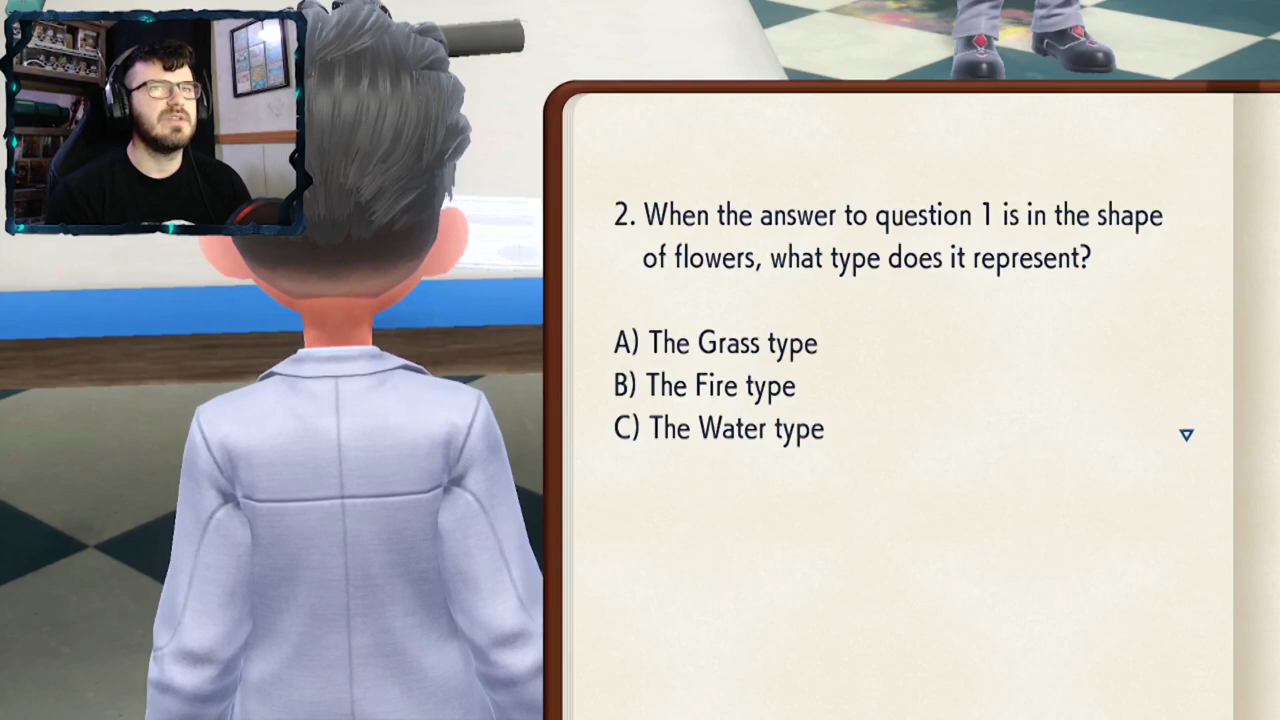 2. When the answer to question 1 is in the shape
of flowers, what type does it represent?
A) The Grass type
B) The Fire type
C) The Water type